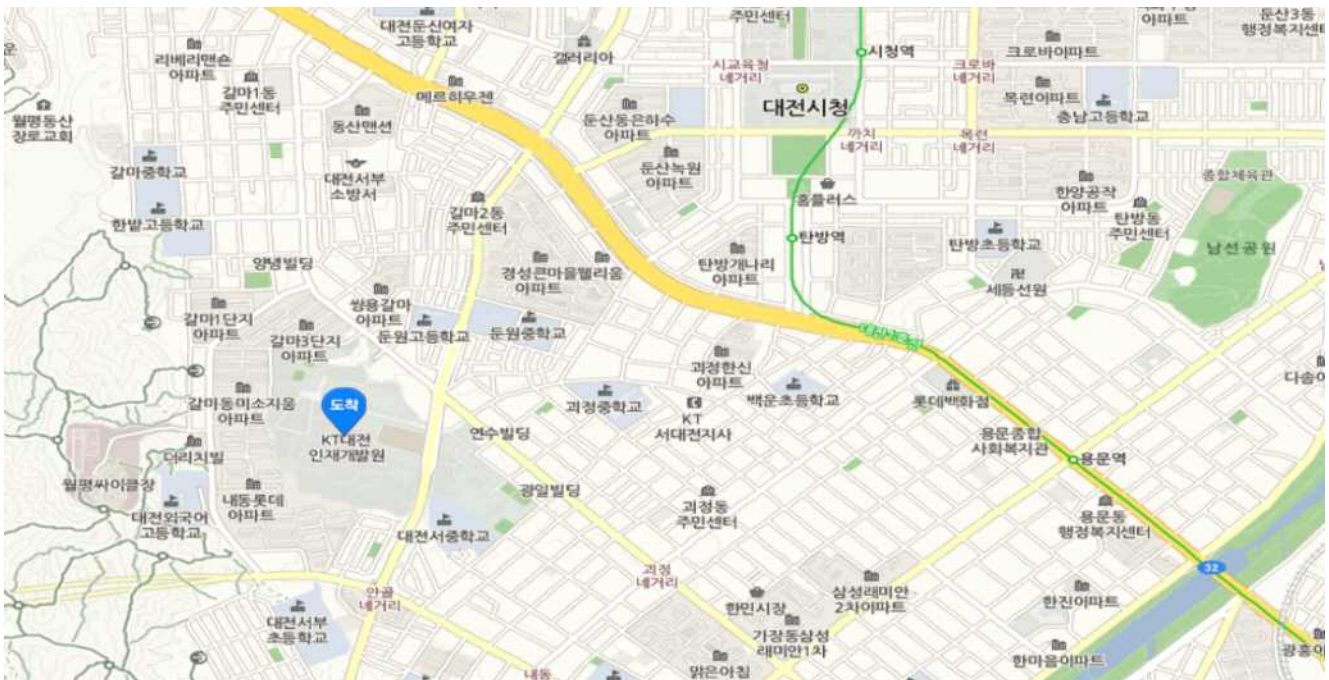 대전둔산여자
고등학교
주민센터
아파트
둔산3동
행정복지센터
리베리맨숀
아파트
갤러리아
시청역
크로바아파트
시교육청
네거리
크로바
네거리
갈마1동
주민센터
메르히우젠
대전시청
목련아파트
충남고등학교
월평동산
장로교회
동산맨션
둔산동은하수
아파트
까치
네거리
목련
네거리
갈마중학교
대전서부
소방서
둔산녹원
아파트
종합체육관
홈플러스
한양공작
아파트
한밭고등학교
갈마2동
주민센터
탄방역
탄방초등학교
탄방동
주민센터
남선공원
양녕빌딩
경성큰마을
아파트
웰리움
탄방개나리
아파트
세등선원
갈마1단지
아파트
쌍용갈마
아파트
둔원고등학교
둔원중학교
갈마3단지
아파트
괴정한신
아파트
갈마동미소지움
아파트
도착
괴정중학교
KT
서대전지사
백운초등학교
롯데백화점
KT대전
인재개발원
연수빌딩
용문종합
사회복지관
용문역
더리치빌
월평싸이클장
내동롯데
아파트
광일빌딩
괴정동
주민센터
용문동
행정복지센터
대전외국어
고등학교
대전서중학교
32
괴정
네거리
안골
네거리
한민시장
삼성래미안
2차아파트
한진아파트
대전서부
초등학교
가장동삼성
래미안1차
한마음아파트
맑은아침
내동